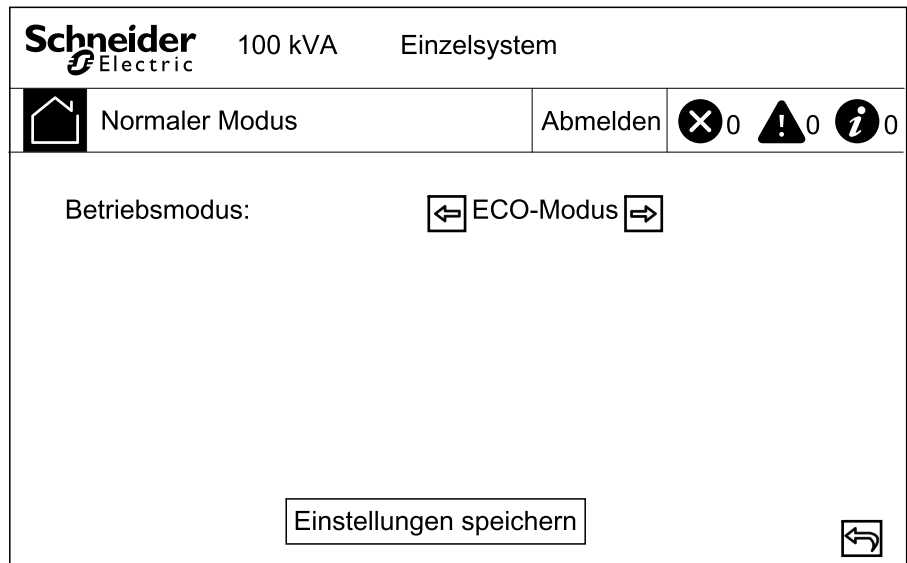 Schneider Electric 100 kVA Einzelsystem
Normaler Modus Abmelden 0 0 0
Betriebsmodus: ECO-Modus
Einstellungen speichern